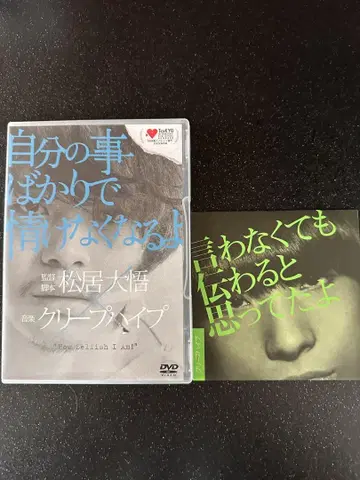 自分の事
ばかりで
情けなくなるよ
監督
脚本
松居大悟
音楽
クリープハイプ
"How Selfish I Am!"
DVD
VIDEO
言わなくても
伝わると
思ってたよ